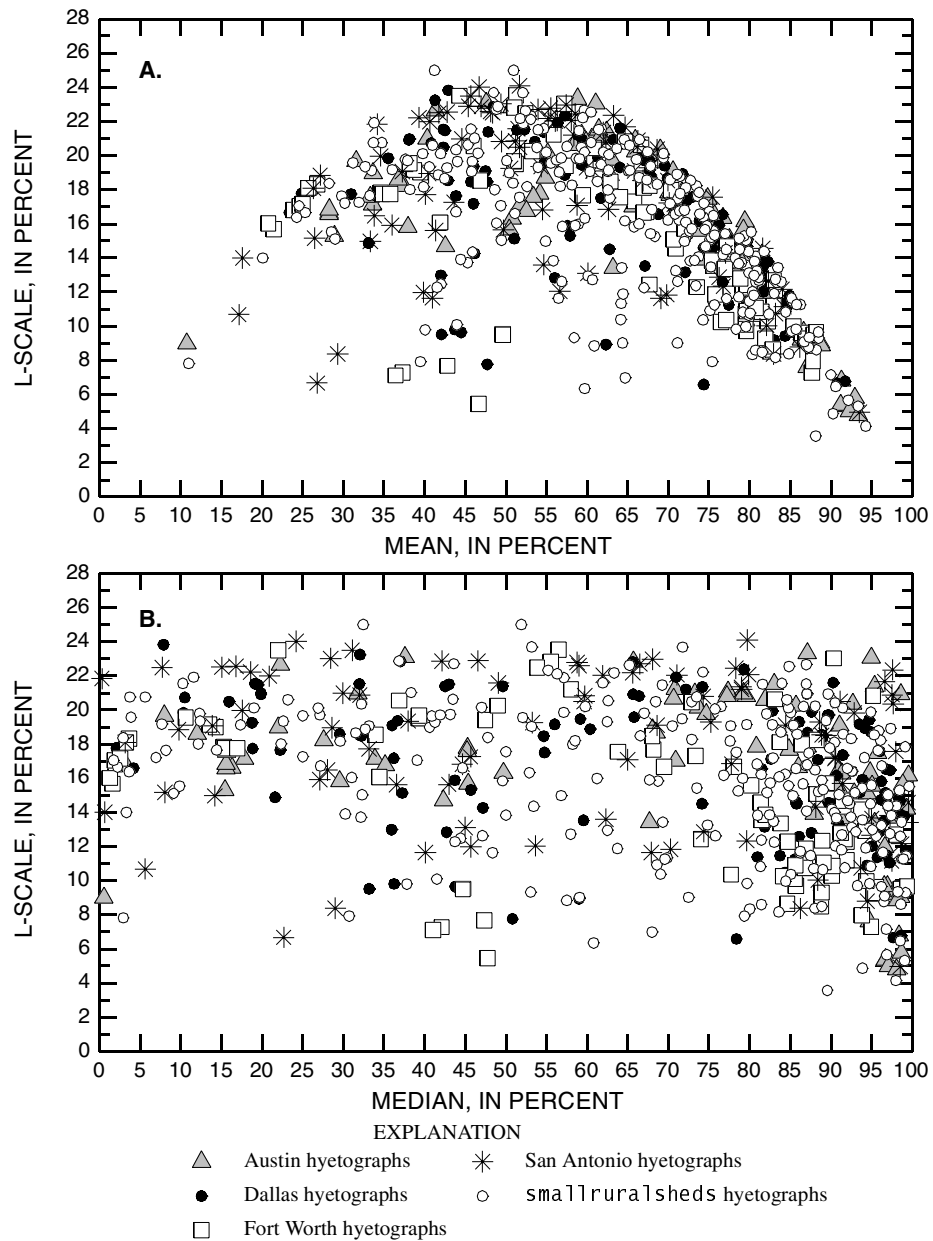 28
26
24
22
20
18
16
14
12
10
8
6
4
2
0
L-SCALE, IN PERCENT
A.
0 5 10 15 20 25 30 35 40 45 50 55 60 65 70 75 80 85 90 95 100
MEAN, IN PERCENT
28
26
24
22
20
18
16
14
12
10
8
6
4
2
0
L-SCALE, IN PERCENT
B.
0 5 10 15 20 25 30 35 40 45 50 55 60 65 70 75 80 85 90 95 100
MEDIAN, IN PERCENT
EXPLANATION
Austin hyetographs
San Antonio hyetographs
Dallas hyetographs
smallruralsheds hyetographs
Fort Worth hyetographs